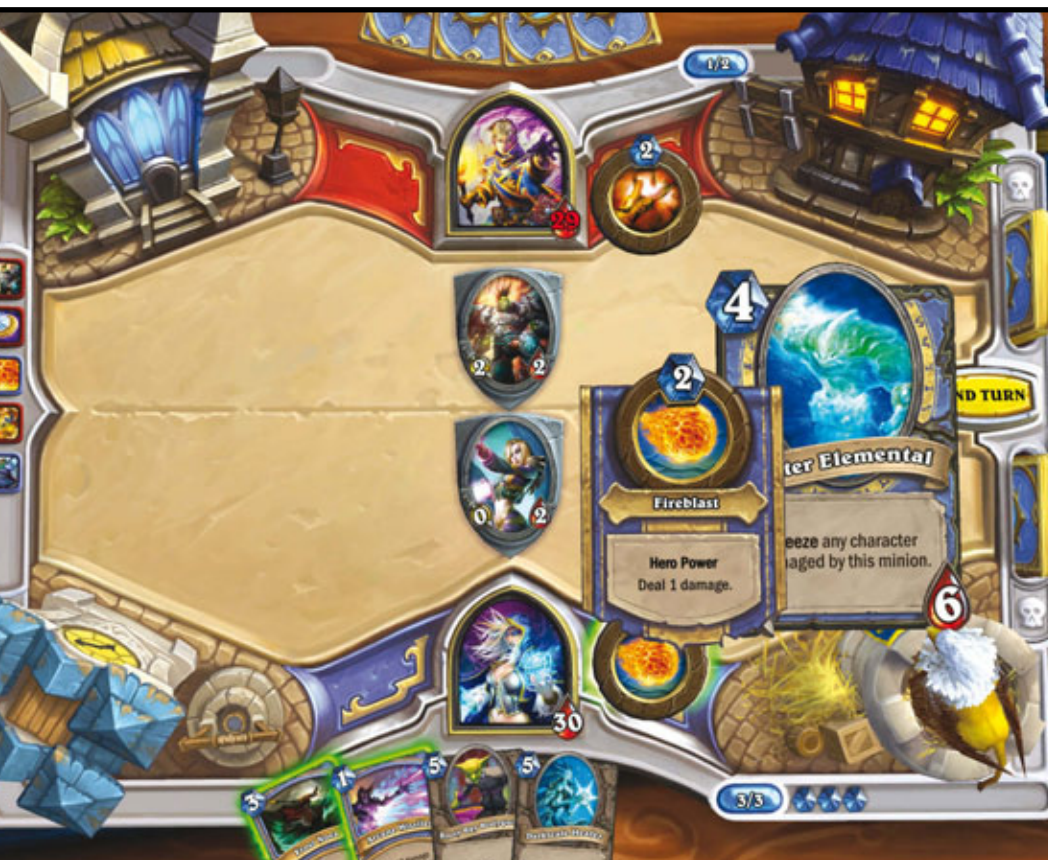 1/2
2
29
4
2
2
2
ND TURN
ter Elemental
Fireblast
0
2
eeze any character
Hero Power
aged by this minion.
Deal 1 damage.
6
30
5
5
3
1
3/3